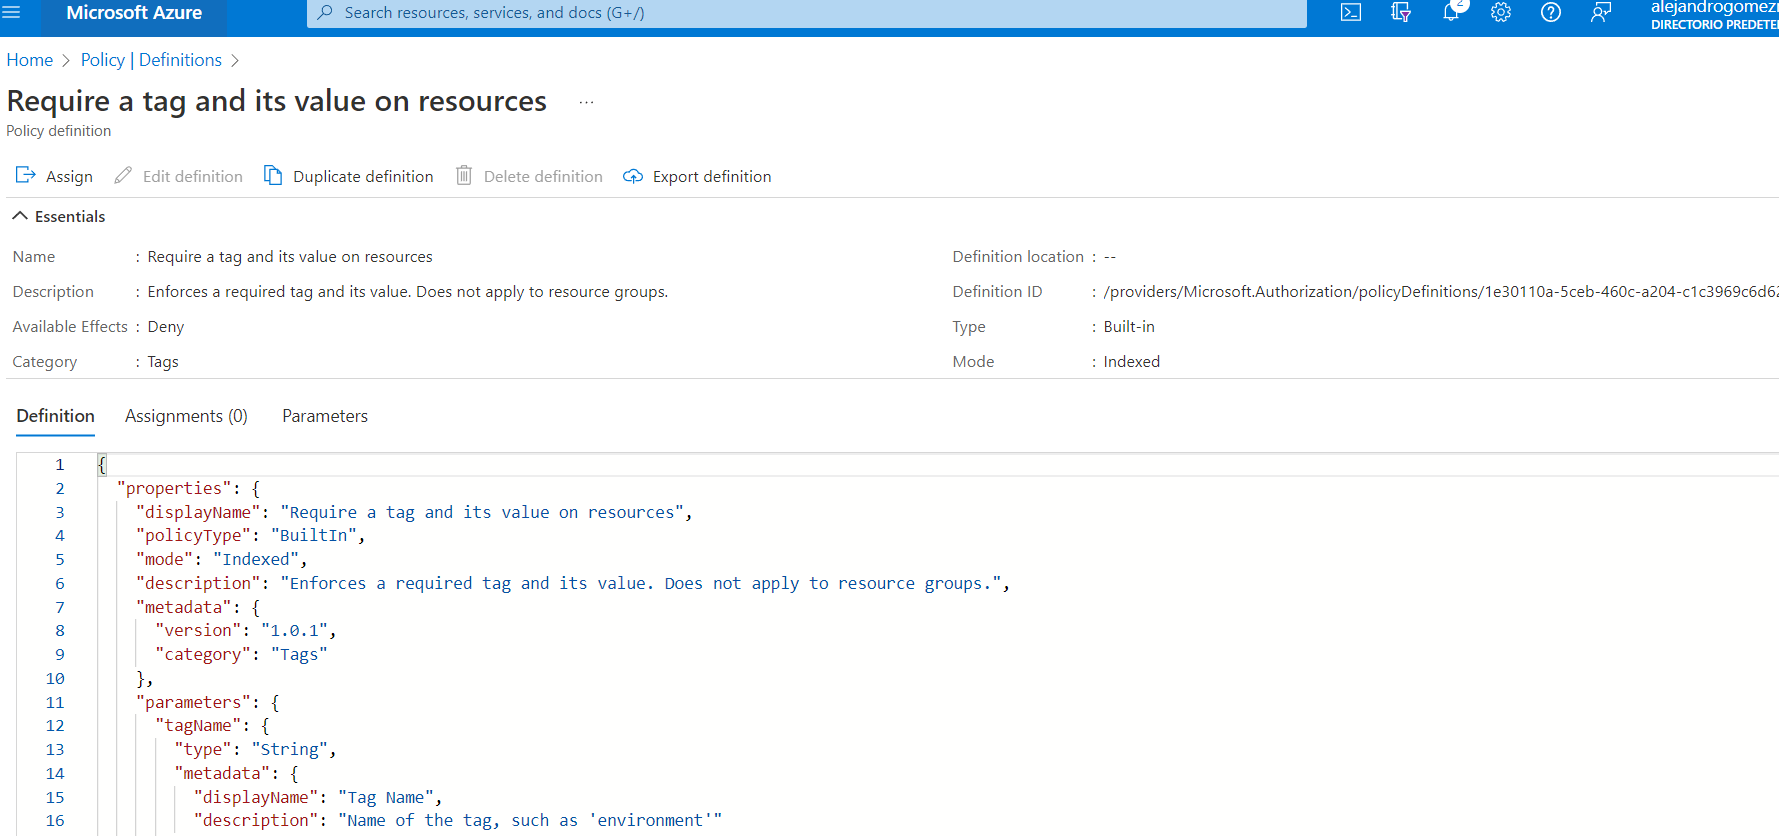 Microsoft Azure
Search resources, services, and docs (G+/)
2
alejandrogomezr
DIRECTORIO PREDETE
Home > Policy | Definitions >
Require a tag and its value on resources ...
Policy definition
Assign Edit definition Duplicate definition Delete definition Export definition
Essentials
Name : Require a tag and its value on resources Definition location : --
Description : Enforces a required tag and its value. Does not apply to resource groups. Definition ID : /providers/Microsoft.Authorization/policyDefinitions/1e30110a-5ceb-460c-a204-c1c3969c6d62
Available Effects : Deny Type : Built-in
Category : Tags Mode : Indexed
Definition Assignments (0) Parameters
1 {
2 "properties": {
3 "displayName": "Require a tag and its value on resources",
4 "policyType": "BuiltIn",
5 "mode": "Indexed",
6 "description": "Enforces a required tag and its value. Does not apply to resource groups.",
7 "metadata": {
8 "version": "1.0.1",
9 "category": "Tags"
10 },
11 "parameters": {
12 "tagName": {
13 "type": "String",
14 "metadata": {
15 "displayName": "Tag Name",
16 "description": "Name of the tag, such as 'environment'"